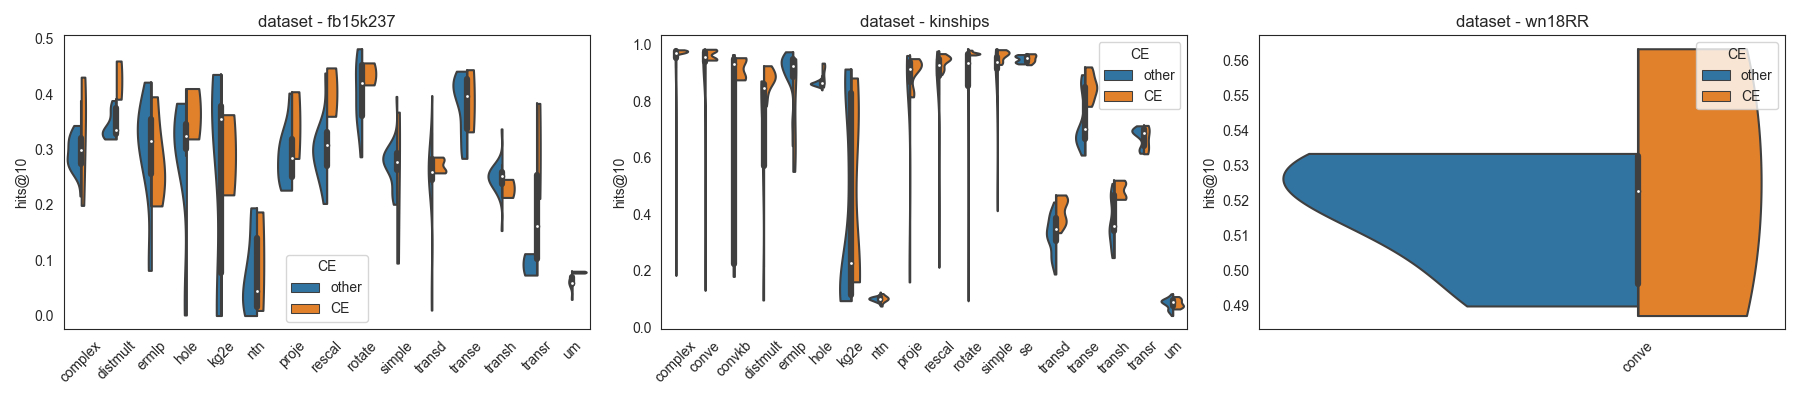 dataset - fb15k237
hits@10
0.5
0.4
0.3
0.2
0.1
0.0
CE
other
CE
complex
distmult
ermlp
hole
kg2e
ntn
proje
rescal
rotate
simple
transd
transe
transh
transr
um
dataset - kinships
hits@10
1.0
0.8
0.6
0.4
0.2
0.0
CE
other
CE
complex
conve
convkb
distmult
ermlp
hole
kg2e
ntn
proje
rescal
rotate
simple
se
transd
transe
transh
transr
um
dataset - wn18RR
hits@10
0.56
0.55
0.54
0.53
0.52
0.51
0.50
0.49
CE
other
CE
conve